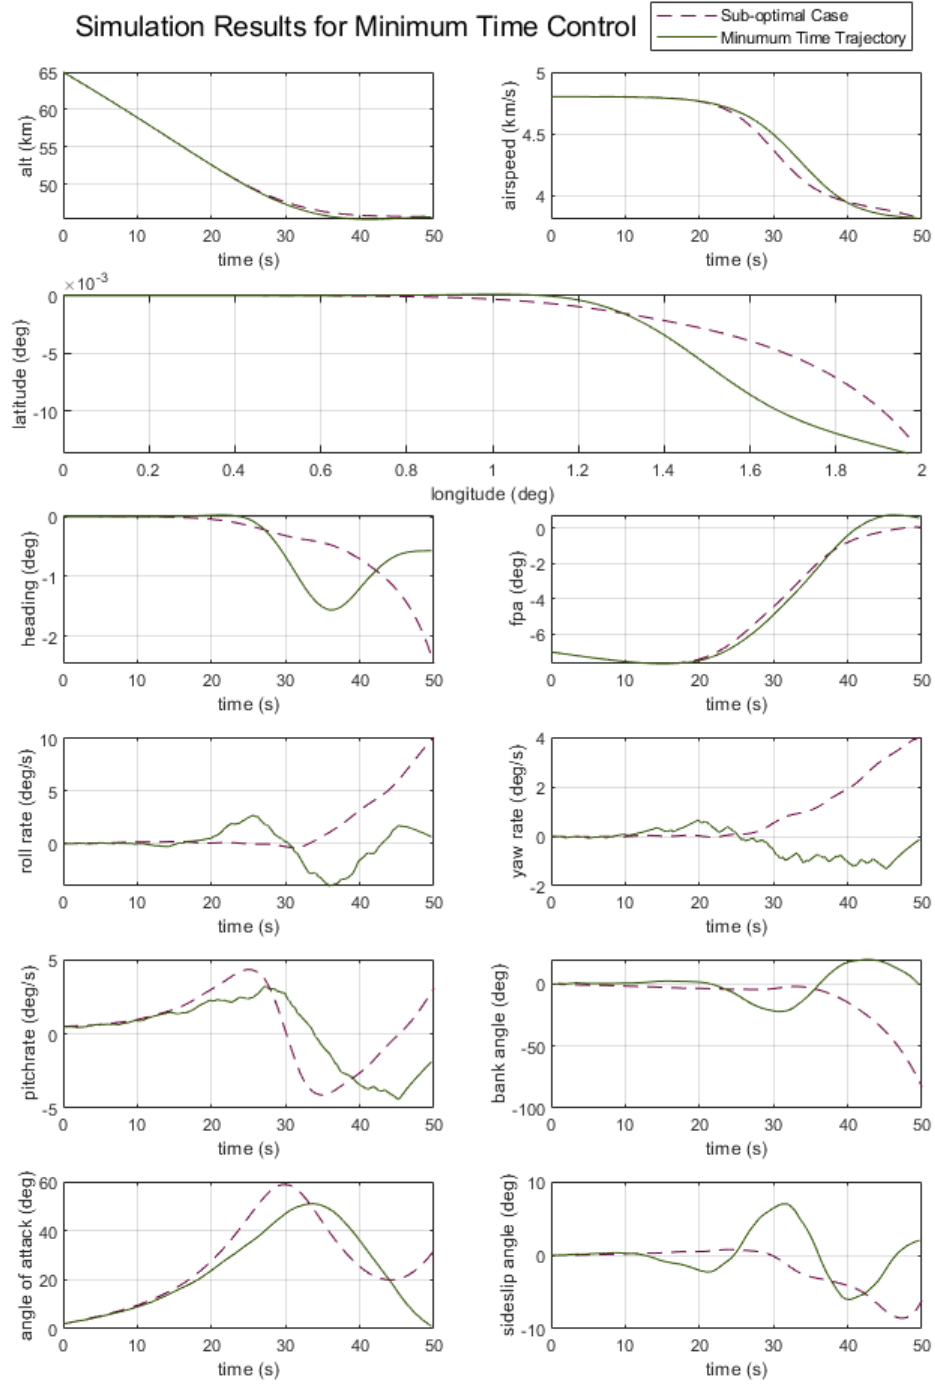 Simulation Results for Minimum Time Control
Sub-optimal Case
Minumum Time Trajectory
65
60
55
50
alt (km)
0 10 20 30 40 50
time (s)
5
4.5
4
airspeed (km/s)
0 10 20 30 40 50
time (s)
×10-3
0
-5
-10
latitude (deg)
0 0.2 0.4 0.6 0.8 1 1.2 1.4 1.6 1.8 2
longitude (deg)
0
-1
-2
heading (deg)
0 10 20 30 40 50
time (s)
0
-2
-4
-6
fpa (deg)
0 10 20 30 40 50
time (s)
10
5
0
roll rate (deg/s)
0 10 20 30 40 50
time (s)
4
2
0
-2
yaw rate (deg/s)
0 10 20 30 40 50
time (s)
5
0
-5
pitchrate (deg/s)
0 10 20 30 40 50
time (s)
0
-50
-100
bank angle (deg)
0 10 20 30 40 50
time (s)
60
40
20
0
angle of attack (deg)
0 10 20 30 40 50
time (s)
10
0
-10
sideslip angle (deg)
0 10 20 30 40 50
time (s)